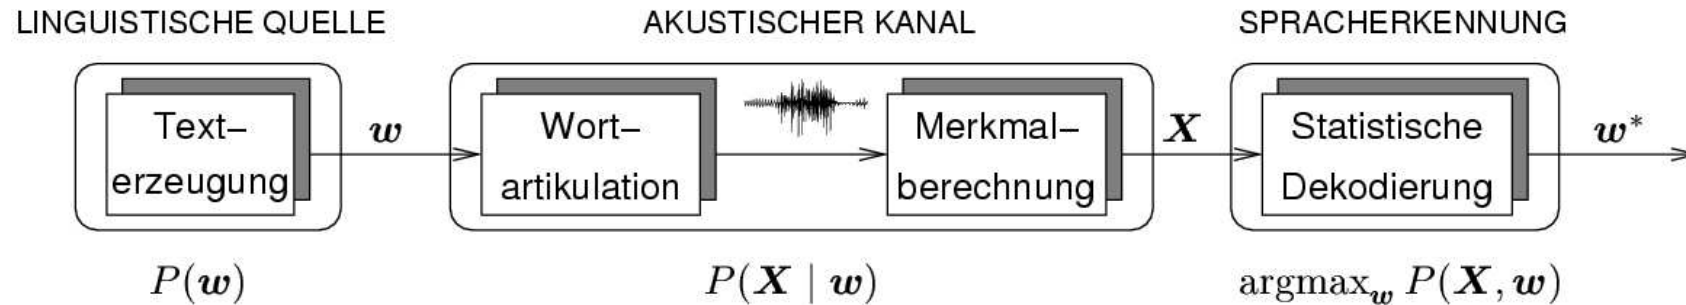 LINGUISTISCHE QUELLE
AKUSTISCHER KANAL
SPRACHERKENNUNG
Text–
erzeugung
w
Wort–
artikulation
Merkmal–
berechnung
X
Statistische
Dekodierung
w*
P(w)
P(X | w)
argmax_w P(X, w)